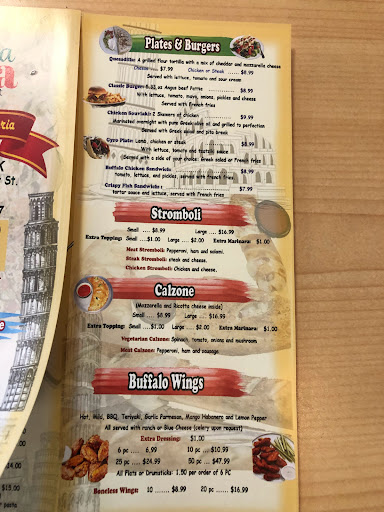 Plates & Burgers
Quesadilla: A grilled flour tortilla with a mix of cheddar and mozzarella cheese
Cheese ...... $7.99 Chicken or Steak ..... $8.99
Served with lettuce, tomato and sour cream
Classic Burger: 5.33 oz Angus beef Pattie ............ $8.99
With lettuce, tomato, mayo, onions, pickles and cheese
Served with French fries
Chicken Souvlaki: 2 Skewers of chicken ............ $9.99
Marinated overnight with pure Greek olive oil and grilled to perfection
Served with Greek salad and pita bread
Gyro Plate: Lamb, chicken or steak $8.99
With lettuce, tomato and tzatziki sauce
Served with a side of your choice: Greek salad or French fries
Buffalo Chicken Sandwich: ............ $8.99
tomato, lettuce, and pickles, served with french fries
Crispy Fish Sandwich: ............ $7.99
tartar sauce and lettuce, served with French fries
Stromboli
Small .... $8.99 Large .... $16.99
Extra Topping: Small ....$1.00 Large .... $2.00 Extra Marinara: $1.00
Meat Stromboli: Pepperoni, ham and salami.
Steak Stromboli: steak and cheese.
Chicken Stromboli: Chicken and cheese.
Calzone
(Mozzarella and Ricotta cheese inside)
Small .... $8.99 Large .... $16.99
Extra Topping: Small ....$1.00 Large .... $2.00 Extra Marinara: $1.00
Vegetarian Calzone: Spinach, tomato, onions and mushroom
Meat Calzone: Pepperoni, ham and sausage
Buffalo Wings
Hot, Mild, BBQ, Teriyaki, Garlic Parmesan, Mango Habanero and Lemon Pepper
All served with ranch or Blue Cheese (celery upon request)
Extra Dressing: $1.00
6 pc .... 6.99 10 pc .... $10.99
25 pc .... $24.99 50 pc .... $47.99
All Flats or Drumsticks: 1.50 per order of 6 PC
Boneless Wings: 10 ....... $8.99 20 pc .... $16.99
eria
St.
$14.00
$15.00